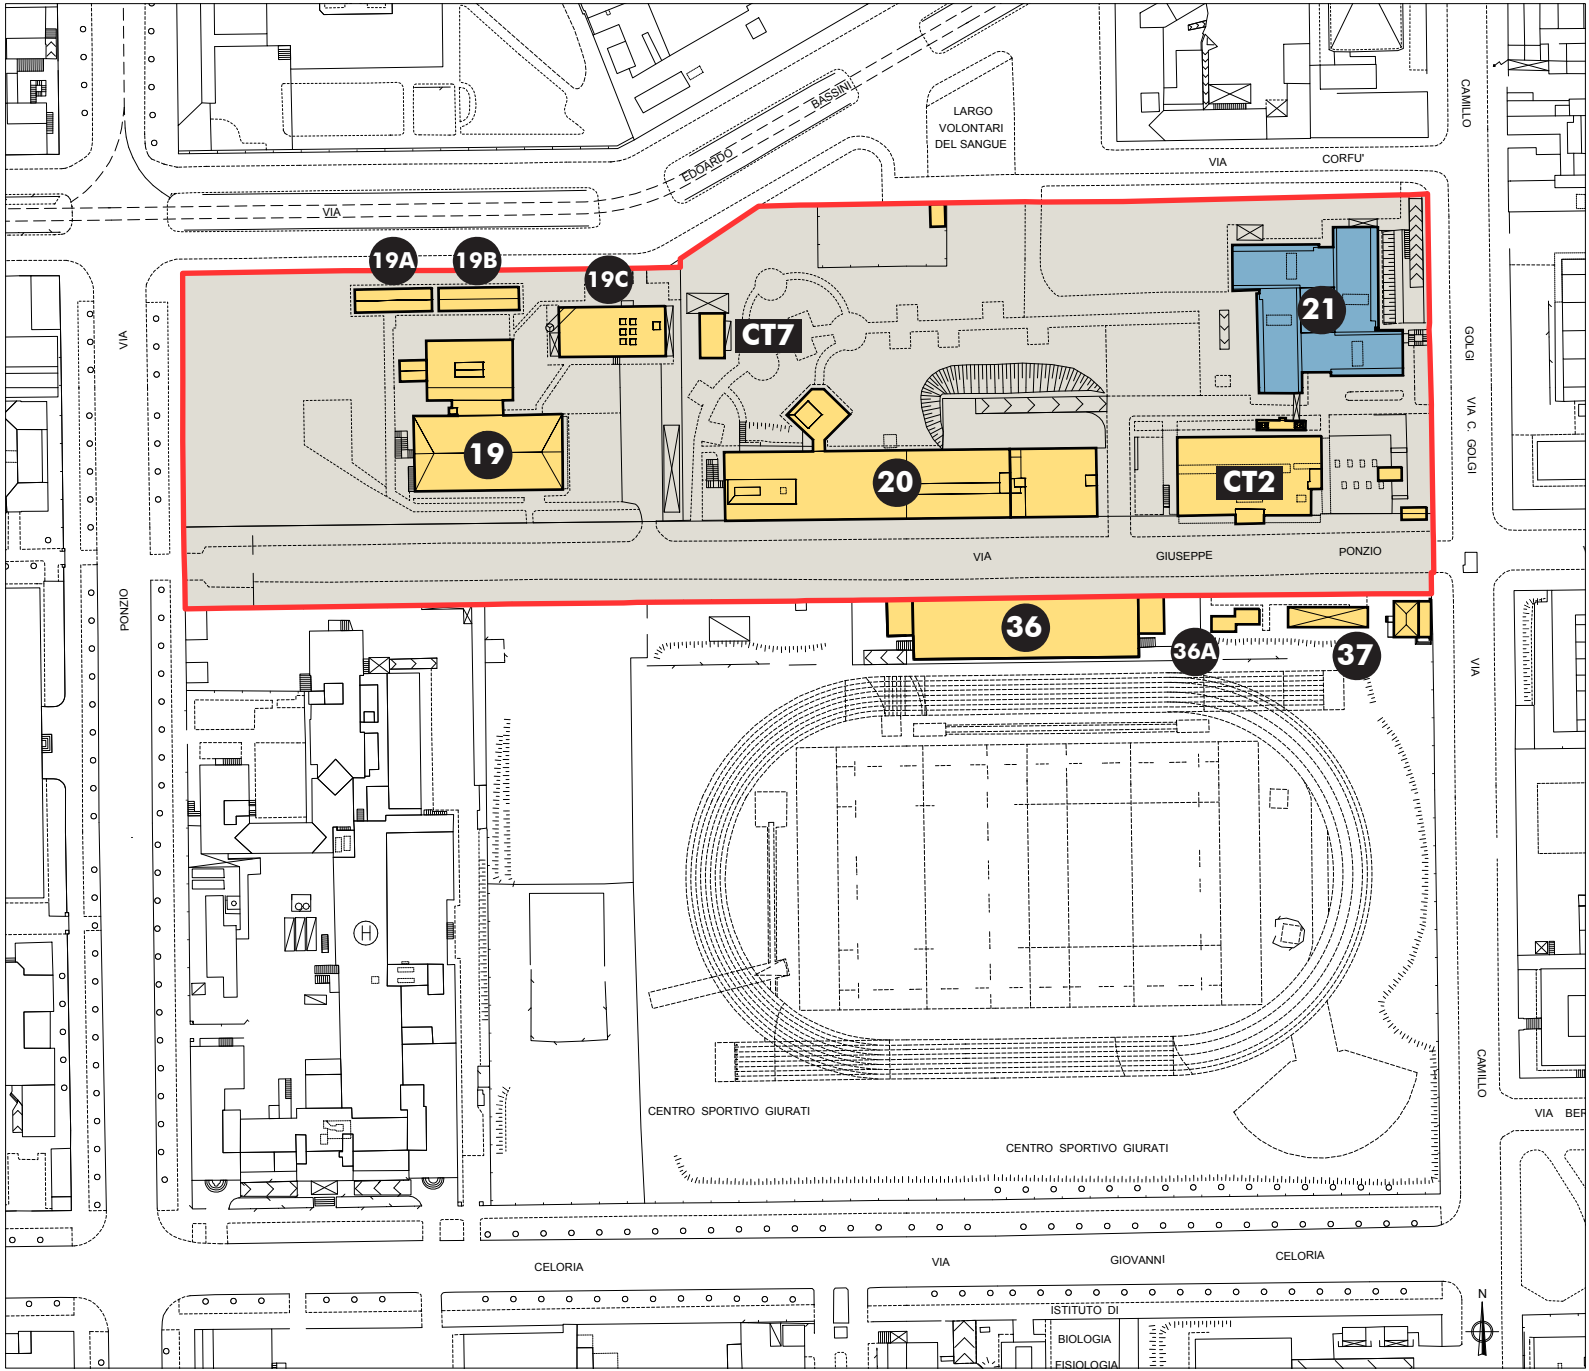 CAMILLO
BASSINI
LARGO
VOLONTARI
DEL SANGUE
EDOARDO
VIA
CORFU'
VIA
19A
19B
19C
21
CT7
VIA
GOLGI
VIA C. GOLGI
19
20
CT2
VIA
GIUSEPPE
PONZIO
PONZIO
36
36A
37
VIA
H
CAMILLO
CENTRO SPORTIVO GIURATI
VIA BER
CENTRO SPORTIVO GIURATI
CELORIA
VIA
GIOVANNI
CELORIA
N
ISTITUTO DI
BIOLOGIA
FISIOLOGIA